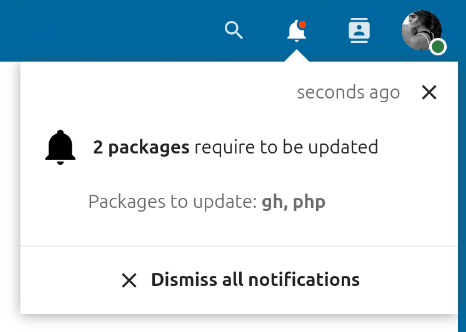 seconds ago
2 packages require to be updated
Packages to update: gh, php
Dismiss all notifications